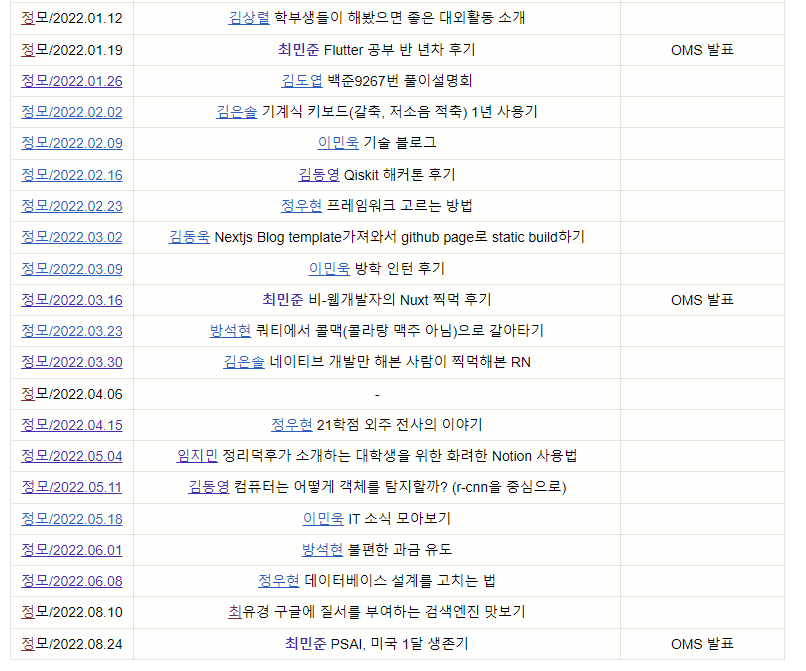 정모/2022.01.12 김상렬 학부생들이 해봤으면 좋은 대외활동 소개
정모/2022.01.19 최민준 Flutter 공부 반 년차 후기 OMS 발표
정모/2022.01.26 김도엽 백준9267번 풀이설명회
정모/2022.02.02 김은솔 기계식 키보드(갈축, 저소음 적축) 1년 사용기
정모/2022.02.09 이민욱 기술 블로그
정모/2022.02.16 김동영 Qiskit 해커톤 후기
정모/2022.02.23 정우현 프레임워크 고르는 방법
정모/2022.03.02 김동욱 Nextjs Blog template가져와서 github page로 static build하기
정모/2022.03.09 이민욱 방학 인턴 후기
정모/2022.03.16 최민준 비-웹개발자의 Nuxt 찍먹 후기 OMS 발표
정모/2022.03.23 방석현 쿼티에서 콜맥(콜라랑 맥주 아님)으로 갈아타기
정모/2022.03.30 김은솔 네이티브 개발만 해본 사람이 찍먹해본 RN
정모/2022.04.06 -
정모/2022.04.15 정우현 21학점 외주 전사의 이야기
정모/2022.05.04 임지민 정리덕후가 소개하는 대학생을 위한 화려한 Notion 사용법
정모/2022.05.11 김동영 컴퓨터는 어떻게 객체를 탐지할까? (r-cnn을 중심으로)
정모/2022.05.18 이민욱 IT 소식 모아보기
정모/2022.06.01 방석현 불편한 과금 유도
정모/2022.06.08 정우현 데이터베이스 설계를 고치는 법
정모/2022.08.10 최유경 구글에 질서를 부여하는 검색엔진 맛보기
정모/2022.08.24 최민준 PSAI, 미국 1달 생존기 OMS 발표